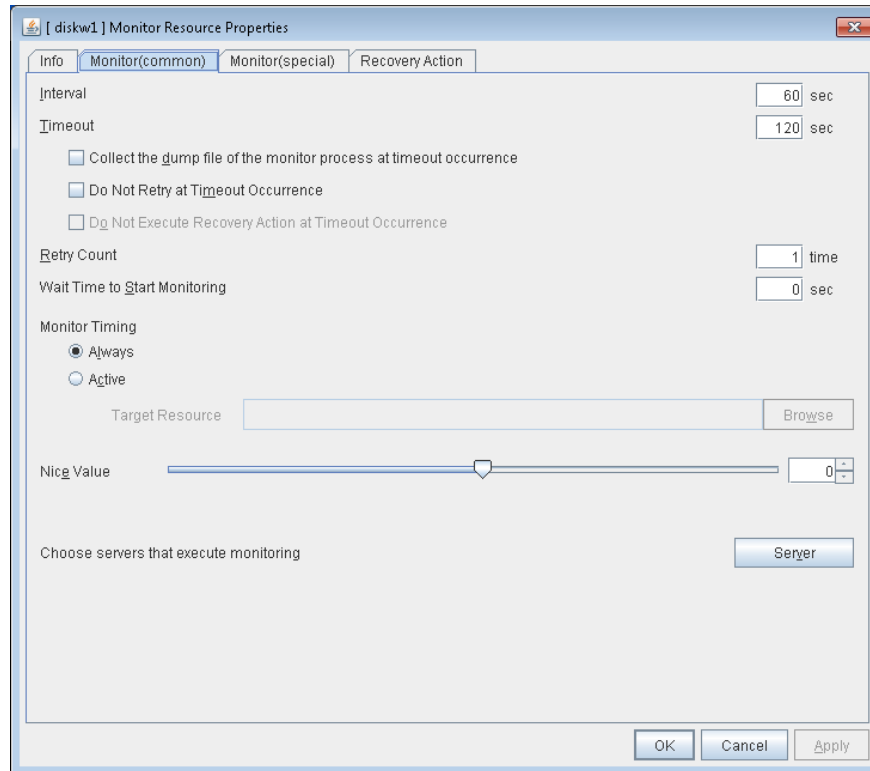 [ diskw1 ] Monitor Resource Properties
Info Monitor(common) Monitor(special) Recovery Action
Interval 60 sec
Timeout 120 sec
Collect the dump file of the monitor process at timeout occurrence
Do Not Retry at Timeout Occurrence
Do Not Execute Recovery Action at Timeout Occurrence
Retry Count 1 time
Wait Time to Start Monitoring 0 sec
Monitor Timing
Always
Active
Target Resource Browse
Nice Value 0
Choose servers that execute monitoring Server
OK Cancel Apply